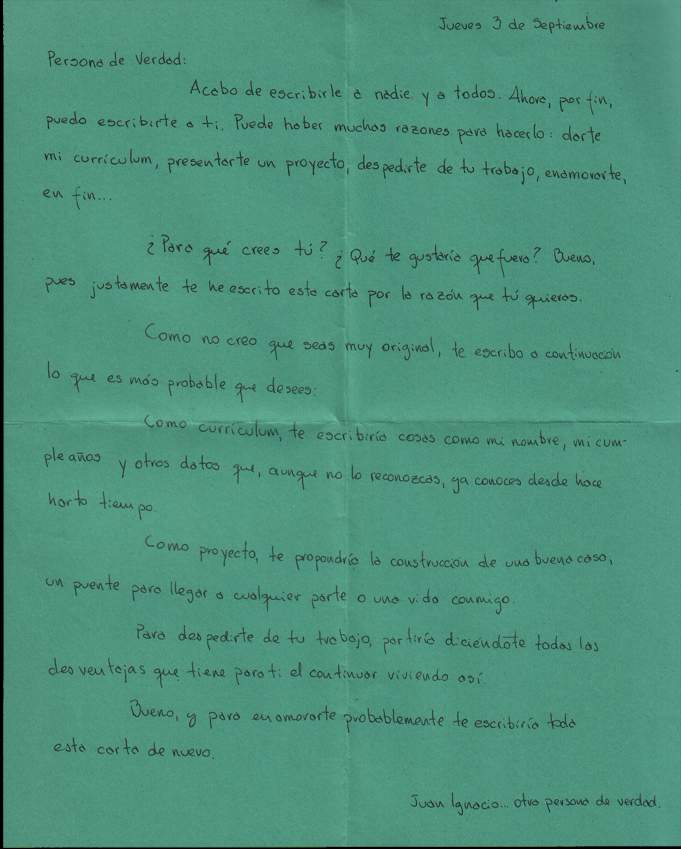 Jueves 3 de Septiembre
Persona de Verdad:
Acabo de escribirle a nadie y a todos. Ahora, por fin,
puedo escribirte a ti. Puede haber muchas razones para hacerlo: darte
mi currículum, presentarte un proyecto, despedirte de tu trabajo, enamorarte,
en fin...
¿Para qué crees tú? ¿Qué te gustaría que fuera? Bueno,
pues justamente te he escrito esta carta por la razón que tú quieras.
Como no creo que seas muy original, te escribo a continuación
lo que es más probable que desees:
Como currículum, te escribiría cosas como mi nombre, mi cum-
pleaños y otros datos que, aunque no lo reconozcas, ya conoces desde hace
harto tiempo.
Como proyecto, te propondría la construcción de una buena casa,
un puente para llegar a cualquier parte o una vida conmigo.
Para despedirte de tu trabajo, partiría diciéndote todas las
desventajas que tiene para ti el continuar viviendo así.
Bueno, y para enamorarte probablemente te escribiría toda
esta carta de nuevo.
Juan Ignacio... otra persona de verdad.